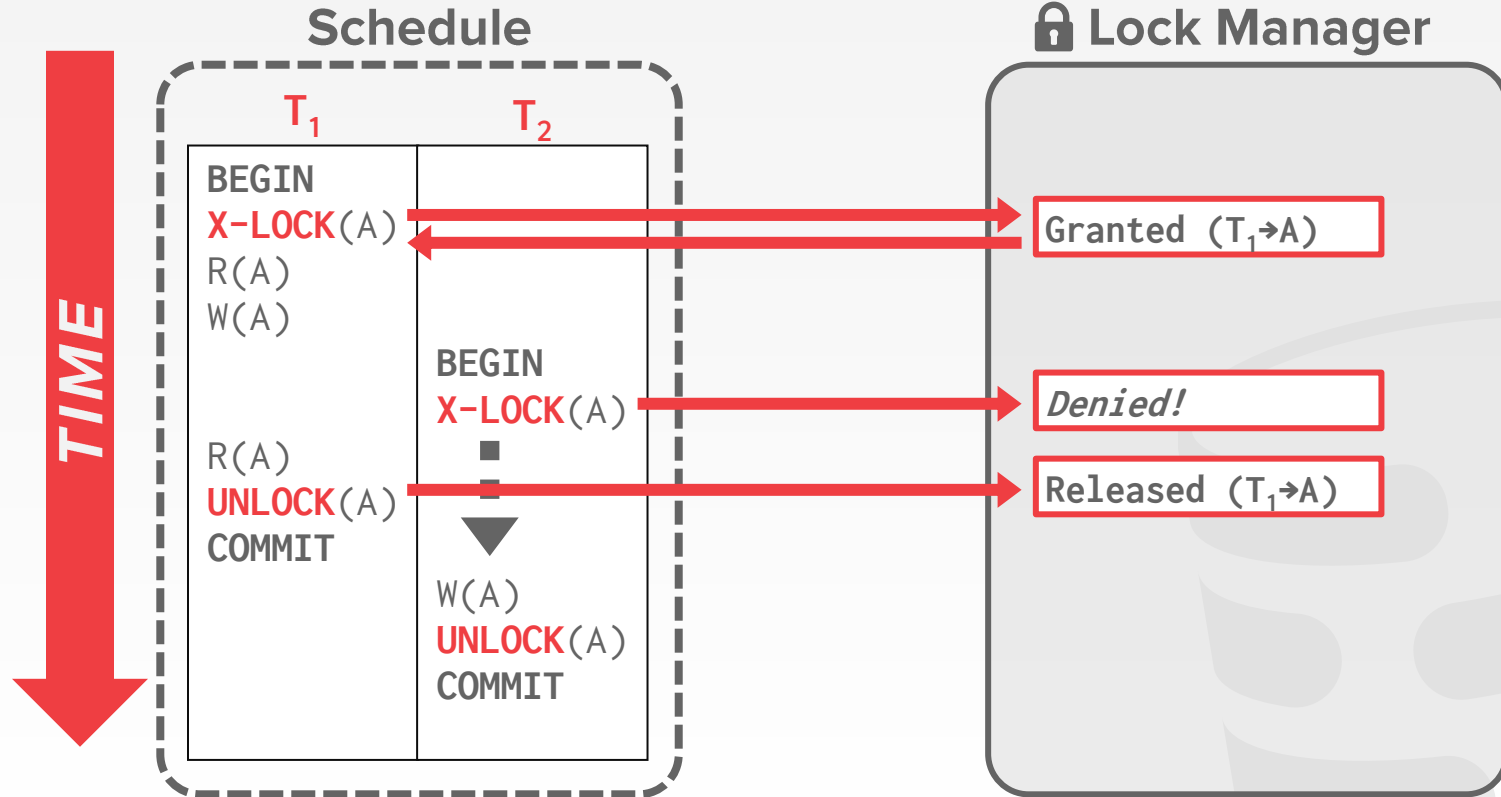 Schedule
Lock Manager
TIME
T₁
T₂
BEGIN
X-LOCK(A)
R(A)
W(A)
BEGIN
X-LOCK(A)
R(A)
UNLOCK(A)
COMMIT
W(A)
UNLOCK(A)
COMMIT
Granted (T₁→A)
Denied!
Released (T₁→A)